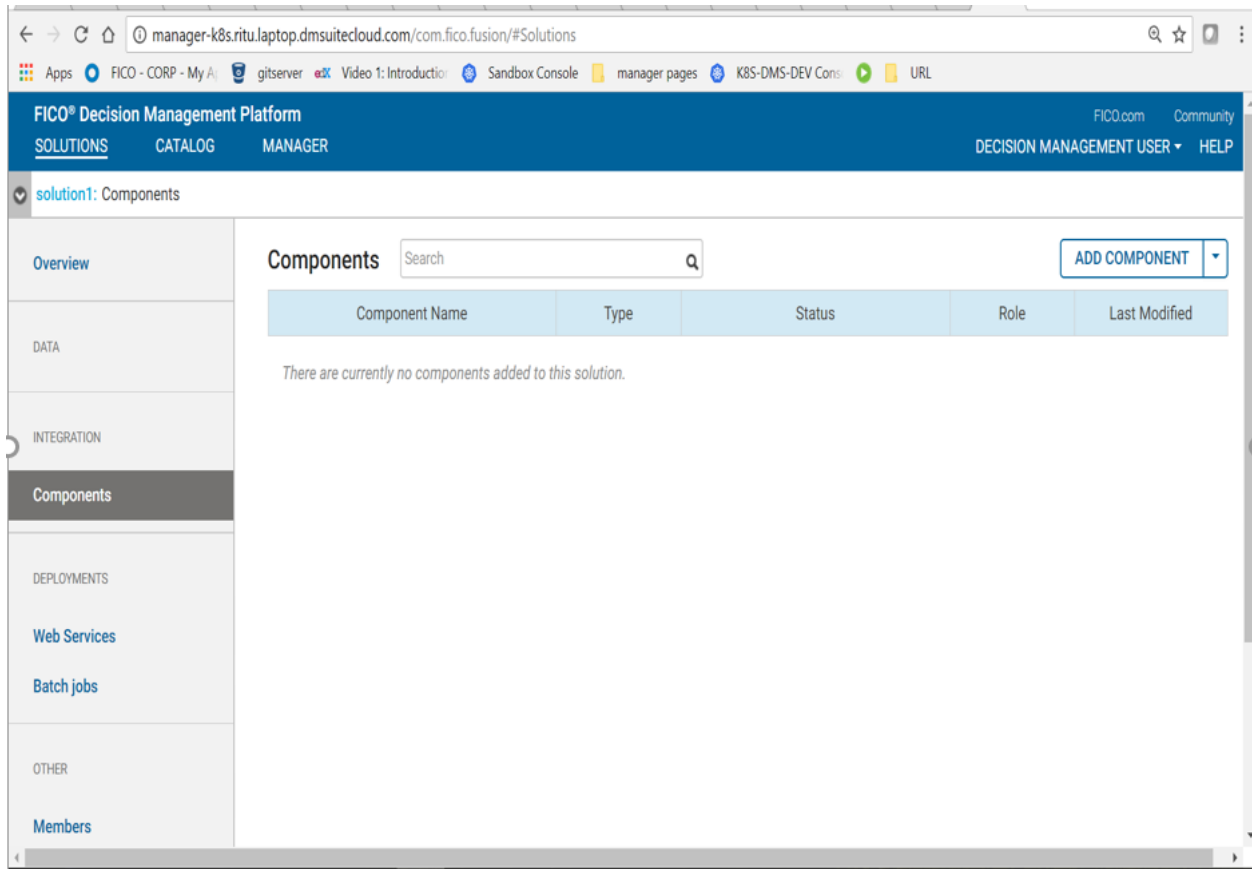 manager-k8s.ritu.laptop.dmsuitecloud.com/com.fico.fusion/#Solutions
Apps FICO - CORP - My A gitserver edX Video 1: Introduction Sandbox Console manager pages K8S-DMS-DEV Cons URL
FICO® Decision Management Platform FICO.com Community
SOLUTIONS CATALOG MANAGER DECISION MANAGEMENT USER HELP
solution1: Components
Overview
DATA
INTEGRATION
Components
DEPLOYMENTS
Web Services
Batch jobs
OTHER
Members
Components Search ADD COMPONENT
Component Name Type Status Role Last Modified
There are currently no components added to this solution.